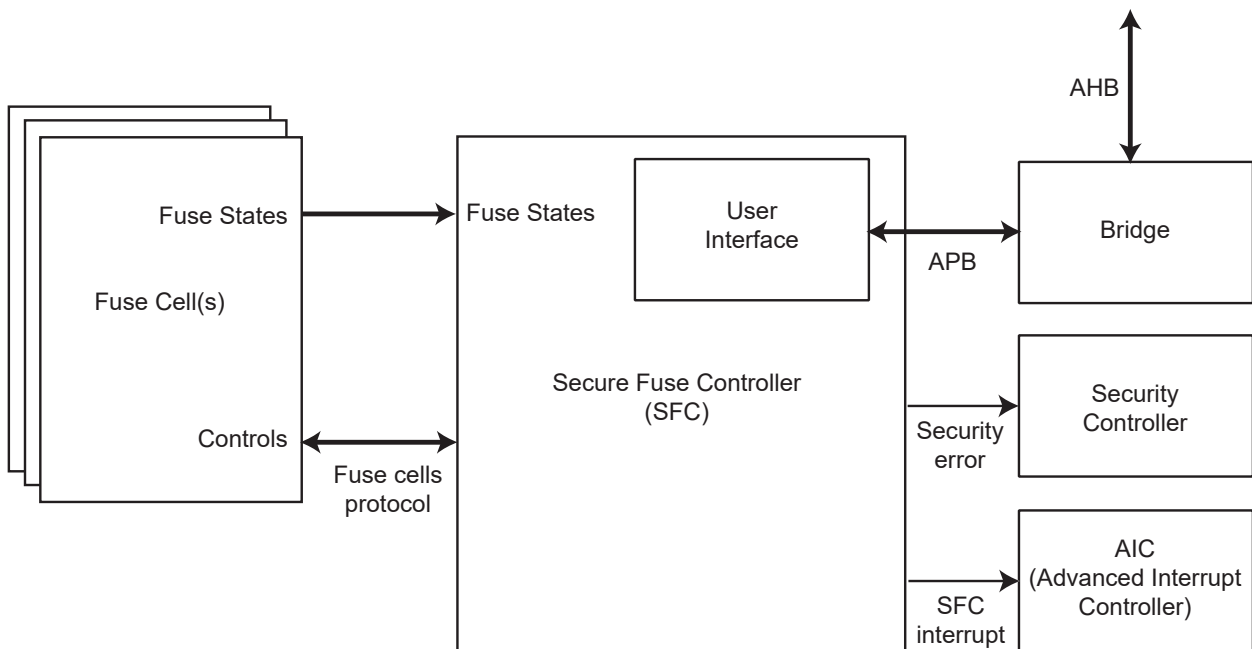 AHB
Fuse States
Fuse States
User
Interface
Bridge
APB
Fuse Cell(s)
Secure Fuse Controller
(SFC)
Security
Controller
Security
error
Controls
Fuse cells
protocol
AIC
(Advanced Interrupt
Controller)
SFC
interrupt